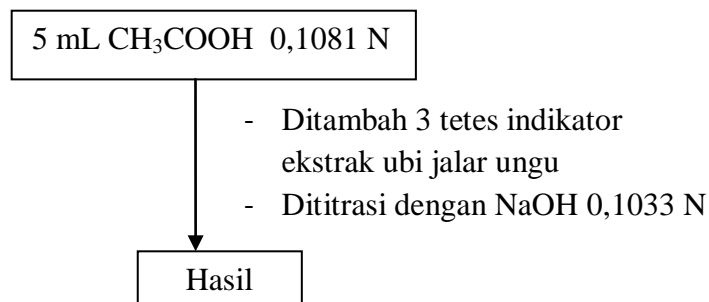 5 mL CH₃COOH 0,1081 N
- Ditambah 3 tetes indikator
ekstrak ubi jalar ungu
- Dititrasi dengan NaOH 0,1033 N
Hasil